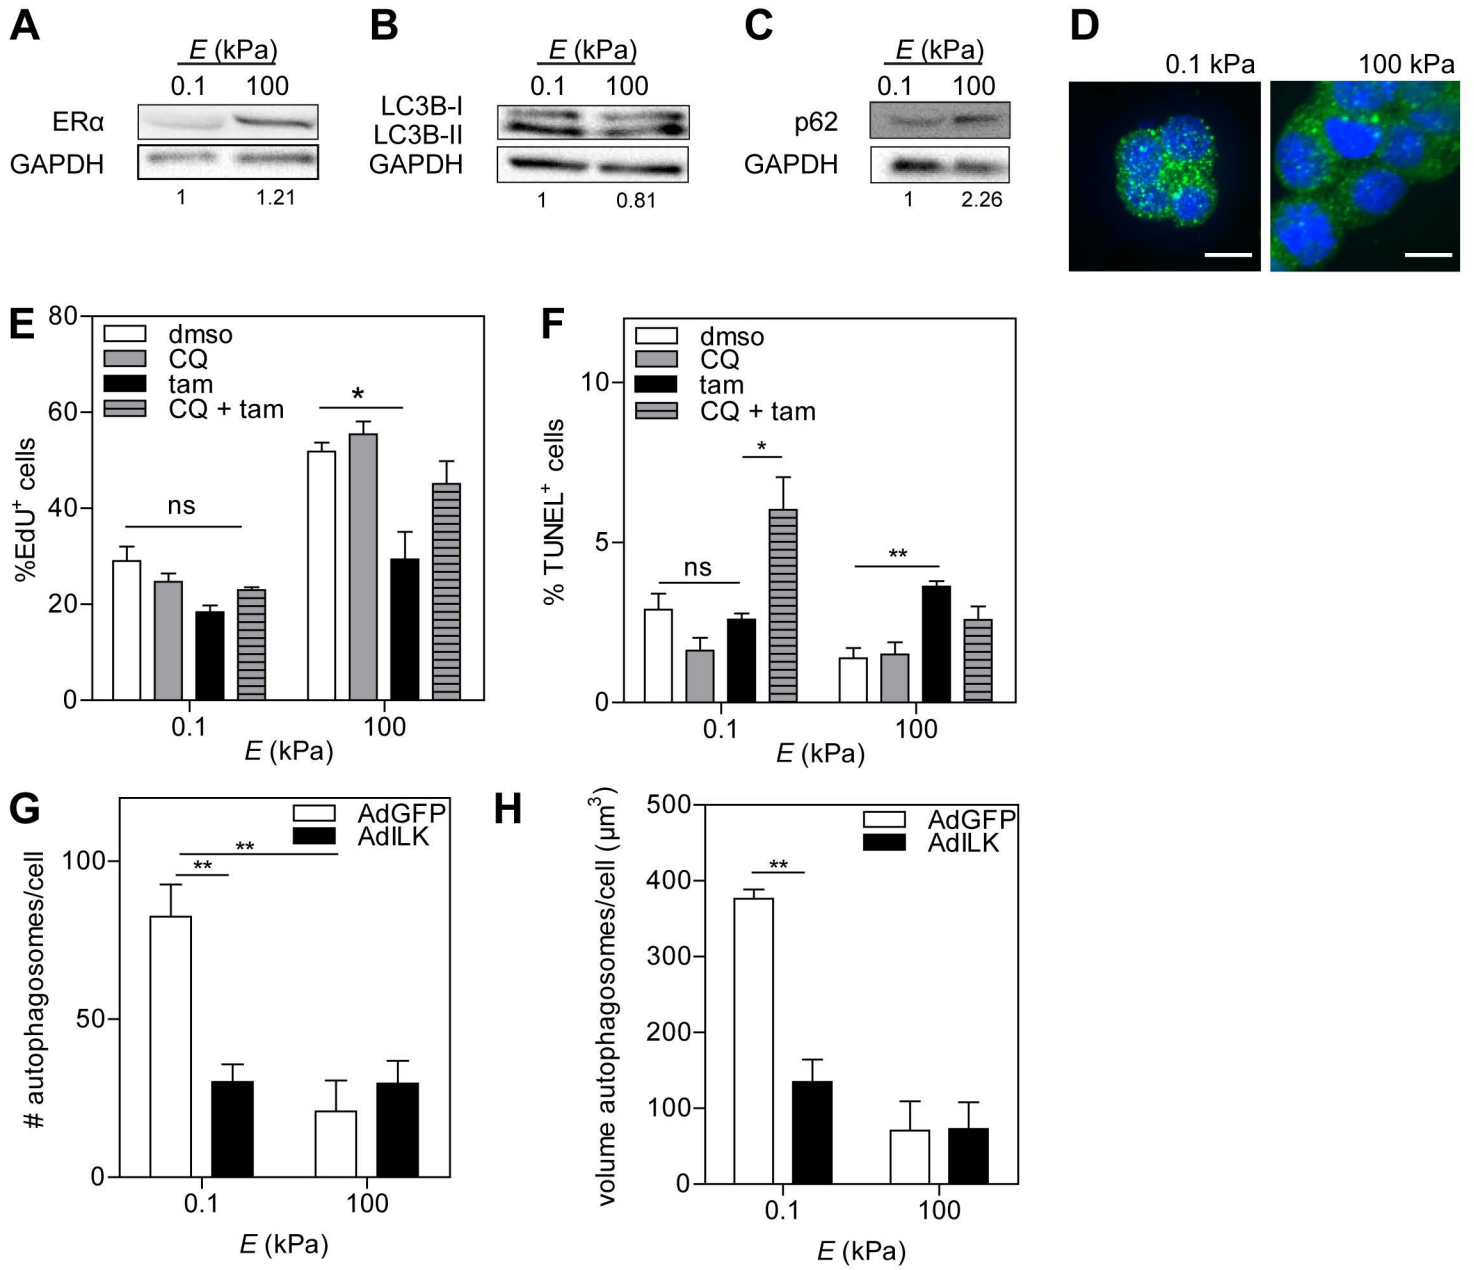 A
E (kPa)
0.1 100
ERα
GAPDH
1 1.21
B
E (kPa)
0.1 100
LC3B-I
LC3B-II
GAPDH
1 0.81
C
E (kPa)
0.1 100
p62
GAPDH
1 2.26
D
0.1 kPa 100 kPa
E
80
60
40
20
0
%EdU+ cells
dmso
CQ
tam
CQ + tam
ns
*
0.1 100
E (kPa)
F
10
5
0
% TUNEL+ cells
dmso
CQ
tam
CQ + tam
ns
*
**
0.1 100
E (kPa)
G
100
50
0
# autophagosomes/cell
AdGFP
AdILK
**
**
0.1 100
E (kPa)
H
500
400
300
200
100
0
volume autophagosomes/cell (µm3)
AdGFP
AdILK
**
0.1 100
E (kPa)